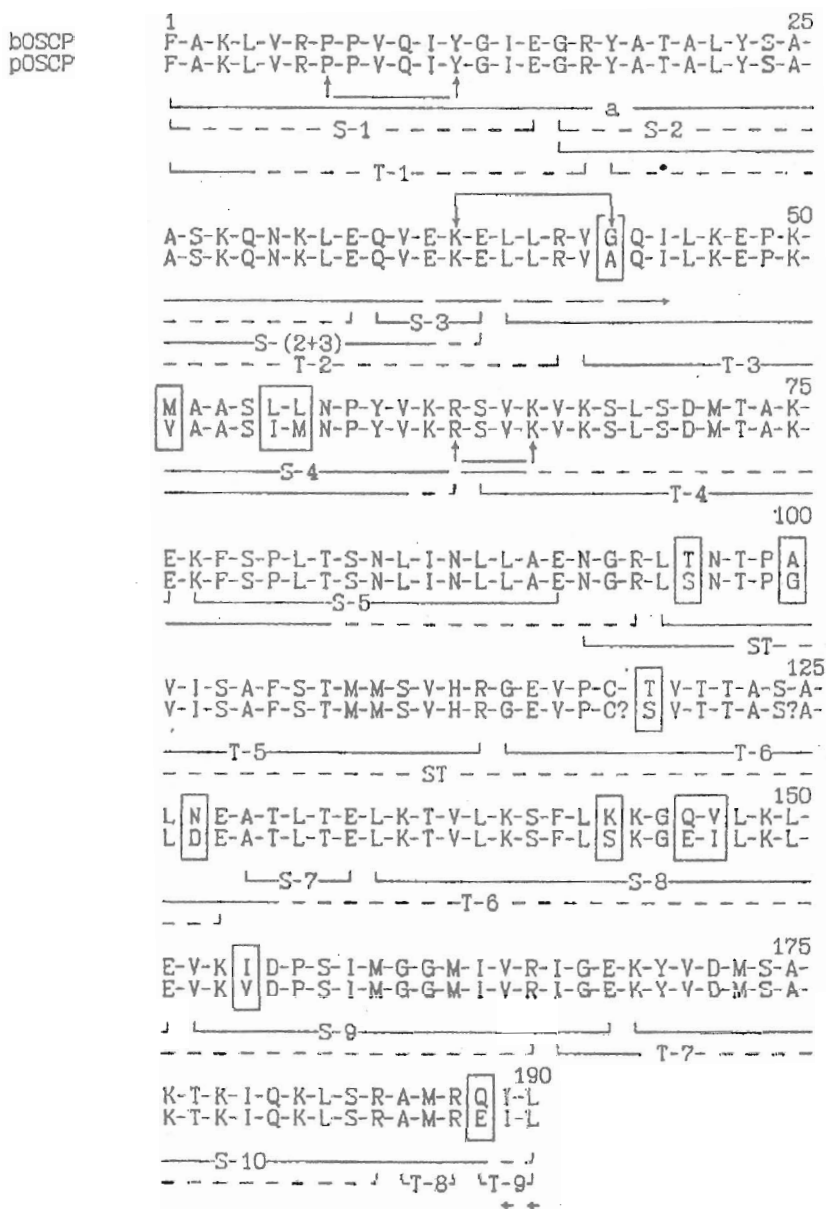 1 25
bOSCP F-A-K-L-V-R-P-P-V-Q-I-Y-G-I-E-G-R-Y-A-T-A-L-Y-S-A-
pOSCP F-A-K-L-V-R-P-P-V-Q-I-Y-G-I-E-G-R-Y-A-T-A-L-Y-S-A-
a
S-1 S-2
T-1
50
A-S-K-Q-N-K-L-E-Q-V-E-K-E-L-L-R-V G Q-I-L-K-E-P-K-
A-S-K-Q-N-K-L-E-Q-V-E-K-E-L-L-R-V A Q-I-L-K-E-P-K-
S-3
S-(2+3)
T-2 T-3
75
M A-A-S L-L N-P-Y-V-K-R-S-V-K-V-K-S-L-S-D-M-T-A-K-
V A-A-S I-M N-P-Y-V-K-R-S-V-K-V-K-S-L-S-D-M-T-A-K-
S-4
T-4
100
E-K-F-S-P-L-T-S-N-L-I-N-L-L-A-E-N-G-R-L T N-T-P A
E-K-F-S-P-L-T-S-N-L-I-N-L-L-A-E-N-G-R-L S N-T-P G
S-5
ST
125
V-I-S-A-F-S-T-M-M-S-V-H-R-G-E-V-P-C- T V-T-T-A-S-A-
V-I-S-A-F-S-T-M-M-S-V-H-R-G-E-V-P-C? S V-T-T-A-S?A-
T-5 T-6
ST
150
L N E-A-T-L-T-E-L-K-T-V-L-K-S-F-L K K-G Q-V L-K-L-
L D E-A-T-L-T-E-L-K-T-V-L-K-S-F-L S K-G E-I L-K-L-
S-7 S-8
T-6
175
E-V-K I D-P-S-I-M-G-G-M-I-V-R-I-G-E-K-Y-V-D-M-S-A-
E-V-K V D-P-S-I-M-G-G-M-I-V-R-I-G-E-K-Y-V-D-M-S-A-
S-9
T-7
190
K-T-K-I-Q-K-L-S-R-A-M-R Q I-L
K-T-K-I-Q-K-L-S-R-A-M-R E I-L
S-10
T-8 T-9